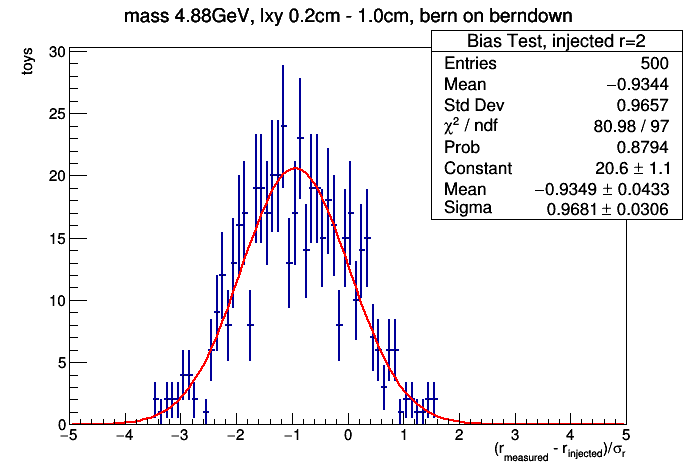 mass 4.88GeV, lxy 0.2cm - 1.0cm, bern on berndown
Bias Test, injected r=2
Entries 500
Mean −0.9344
Std Dev 0.9657
χ² / ndf 80.98 / 97
Prob 0.8794
Constant 20.6 ± 1.1
Mean −0.9349 ± 0.0433
Sigma 0.9681 ± 0.0306
toys
30
25
20
15
10
5
0
−5 −4 −3 −2 −1 0 1 2 3 4 5
(r_measured - r_injected)/σ_r